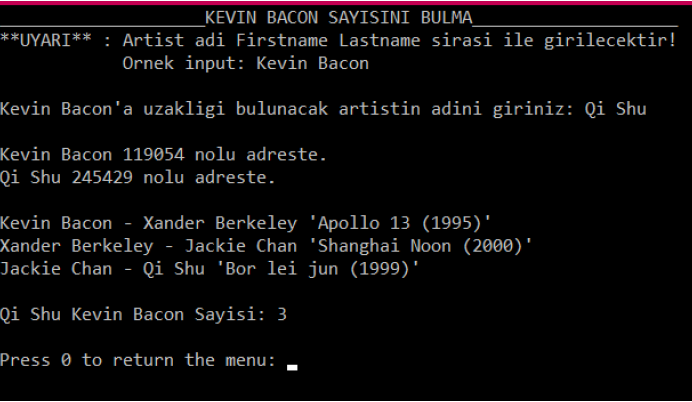 ______________________KEVIN BACON SAYISINI BULMA______________________
**UYARI** : Artist adi Firstname Lastname sirasi ile girilecektir!
Ornek input: Kevin Bacon
Kevin Bacon'a uzakligi bulunacak artistin adini giriniz: Qi Shu
Kevin Bacon 119054 nolu adreste.
Qi Shu 245429 nolu adreste.
Kevin Bacon - Xander Berkeley 'Apollo 13 (1995)'
Xander Berkeley - Jackie Chan 'Shanghai Noon (2000)'
Jackie Chan - Qi Shu 'Bor lei jun (1999)'
Qi Shu Kevin Bacon Sayisi: 3
Press 0 to return the menu: